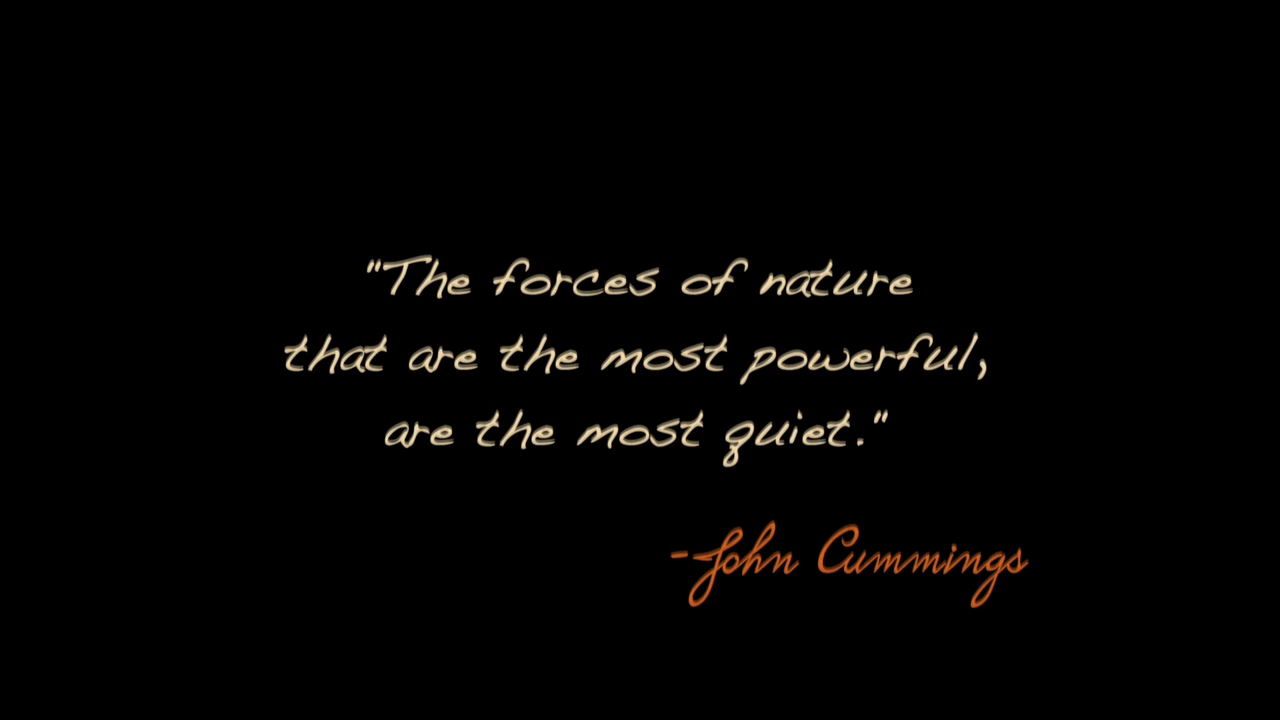 "The forces of nature
that are the most powerful,
are the most quiet."
-John Cummings